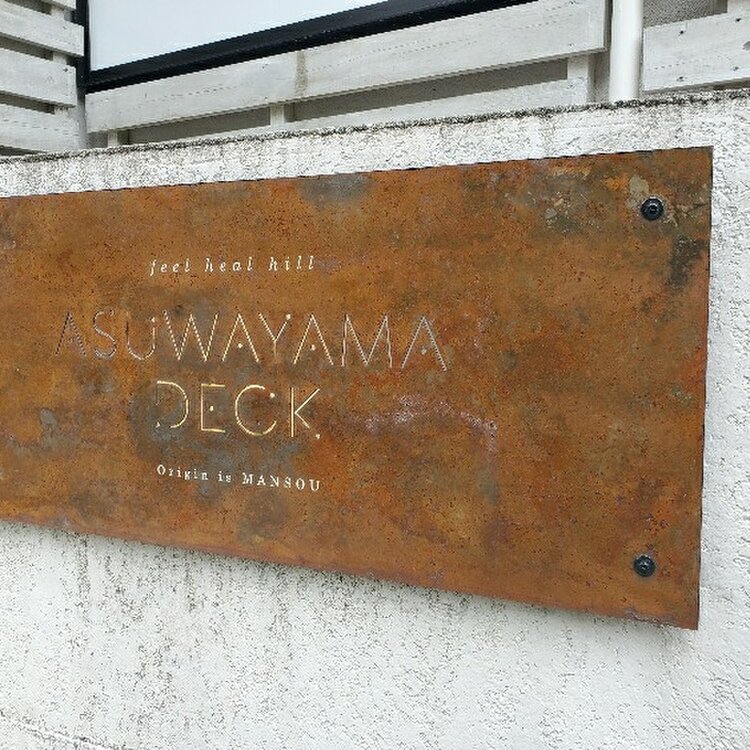 feel heal hill
ASUWAYAMA
DECK
Origin is MANSOU